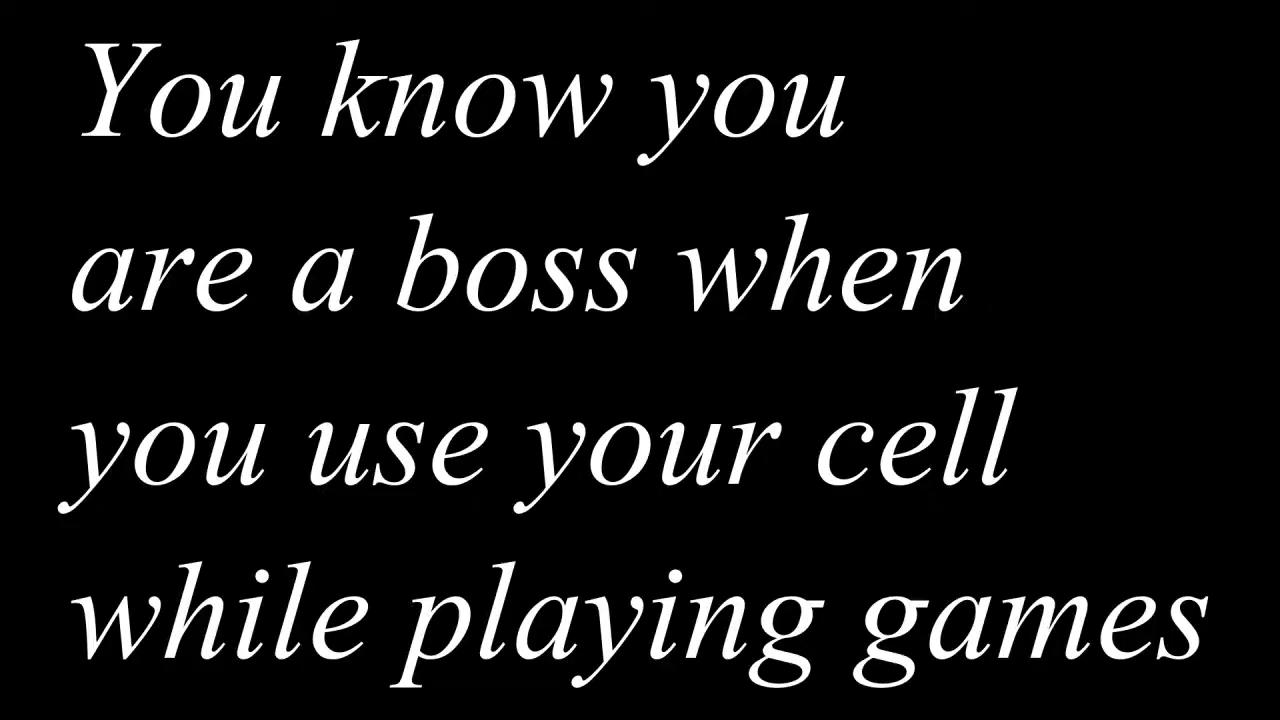 You know you
are a boss when
you use your cell
while playing games